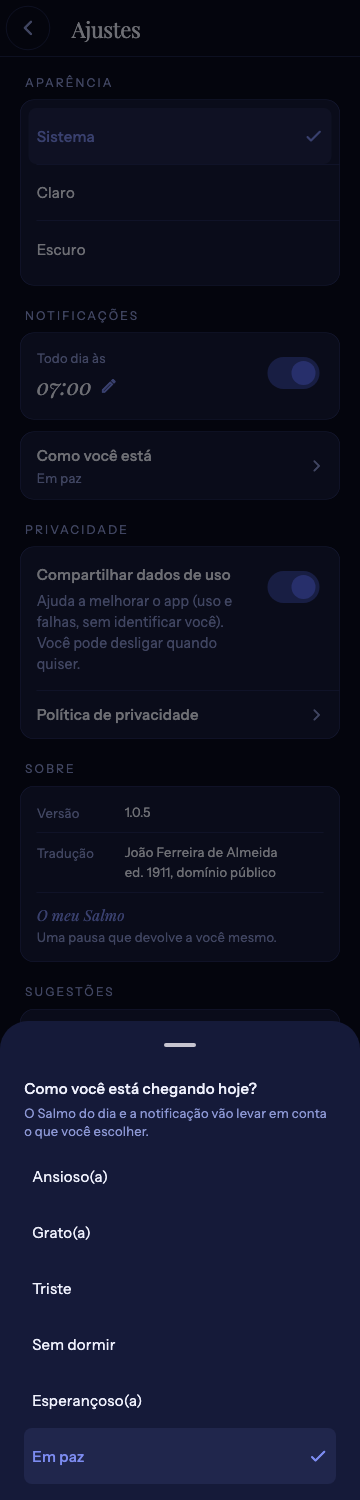 Ajustes
APARÊNCIA
Sistema
Claro
Escuro
NOTIFICAÇÕES
Todo dia às
07:00
Como você está
Em paz
PRIVACIDADE
Compartilhar dados de uso
Ajuda a melhorar o app (uso e
falhas, sem identificar você).
Você pode desligar quando
quiser.
Política de privacidade
SOBRE
Versão 1.0.5
Tradução João Ferreira de Almeida
ed. 1911, domínio público
O meu Salmo
Uma pausa que devolve a você mesmo.
SUGESTÕES
Como você está chegando hoje?
O Salmo do dia e a notificação vão levar em conta
o que você escolher.
Ansioso(a)
Grato(a)
Triste
Sem dormir
Esperançoso(a)
Em paz